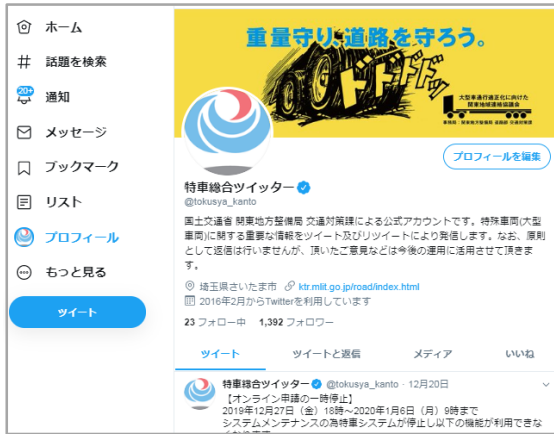 ホーム
話題を検索
20+
通知
メッセージ
ブックマーク
リスト
プロフィール
もっと見る
ツイート
重量守り、道路を守ろう。
ドドドドッ
大型車通行適正化に向けた
関東地域連絡協議会
プロフィールを編集
特車総合ツイッター
@tokusya_kanto
国土交通省 関東地方整備局 交通対策課による公式アカウントです。特殊車両(大型
車両)に関する重要な情報をツイート及びリツイートにより発信します。なお、原則
として返信は行いませんが、頂いたご意見などは今後の運用に活用させて頂きま
す。
埼玉県さいたま市 ktr.mlit.go.jp/road/index.html
2016年2月からTwitterを利用しています
23 フォロー中 1,392 フォロワー
ツイート ツイートと返信 メディア いいね
特車総合ツイッター @tokusya_kanto · 12月20日
【オンライン申請の一時停止】
2019年12月27日（金）18時～2020年1月6日（月）9時まで
システムメンテナンスの為特車システムが停止し以下の機能が利用できな